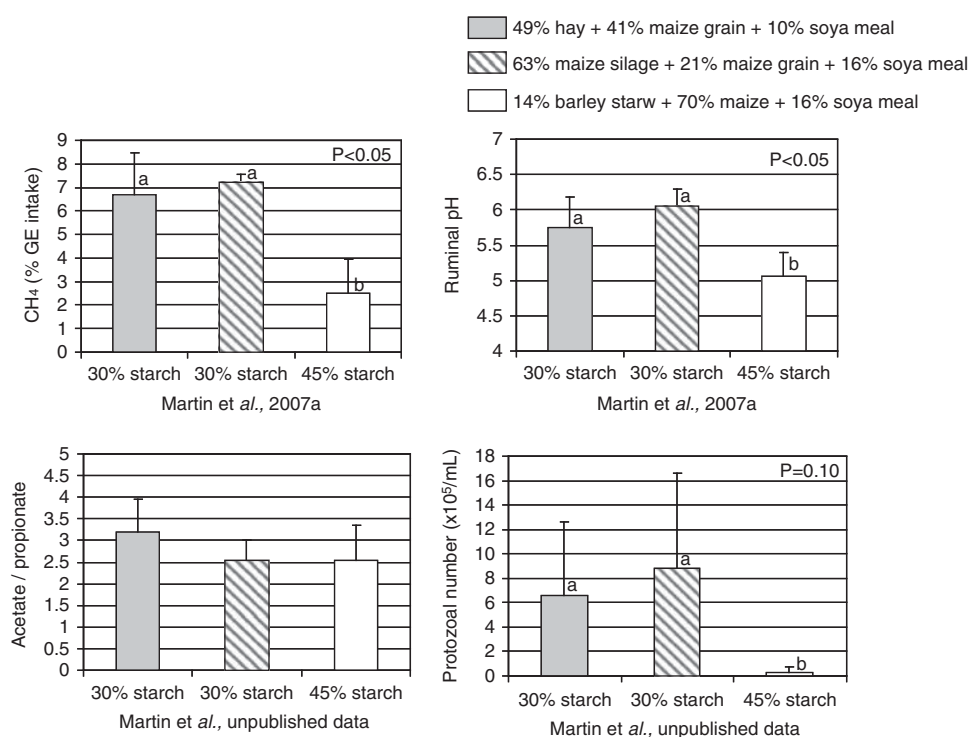 49% hay + 41% maize grain + 10% soya meal
63% maize silage + 21% maize grain + 16% soya meal
14% barley starw + 70% maize + 16% soya meal
CH4 (% GE intake)
9
8
7
6
5
4
3
2
1
0
P<0.05
a
a
b
30% starch 30% starch 45% starch
Martin et al., 2007a
Ruminal pH
7
6.5
6
5.5
5
4.5
4
P<0.05
a
a
b
30% starch 30% starch 45% starch
Martin et al., 2007a
Acetate / propionate
5
4.5
4
3.5
3
2.5
2
1.5
1
0.5
0
30% starch 30% starch 45% starch
Martin et al., unpublished data
Protozoal number (x10⁵/mL)
18
16
14
12
10
8
6
4
2
0
P=0.10
a
a
b
30% starch 30% starch 45% starch
Martin et al., unpublished data